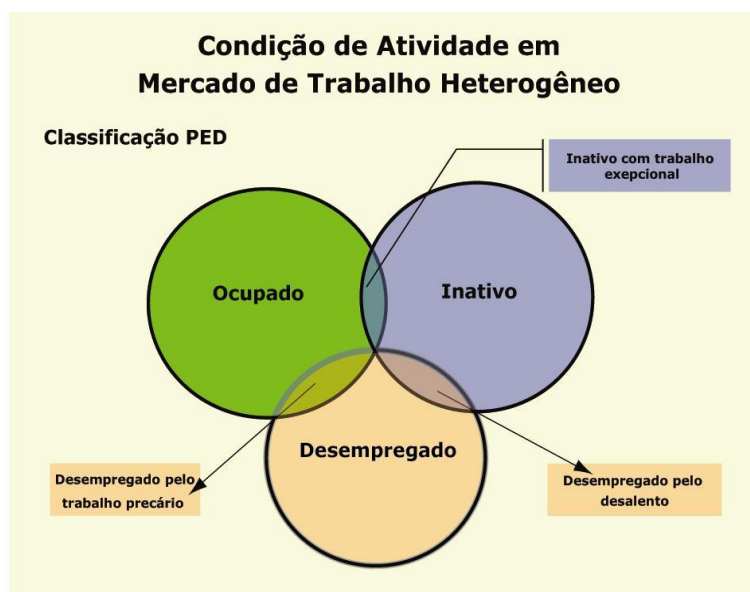 Condição de Atividade em
Mercado de Trabalho Heterogêneo
Classificação PED
Inativo com trabalho
exepcional
Ocupado
Inativo
Desempregado
Desempregado pelo
trabalho precário
Desempregado pelo
desalento